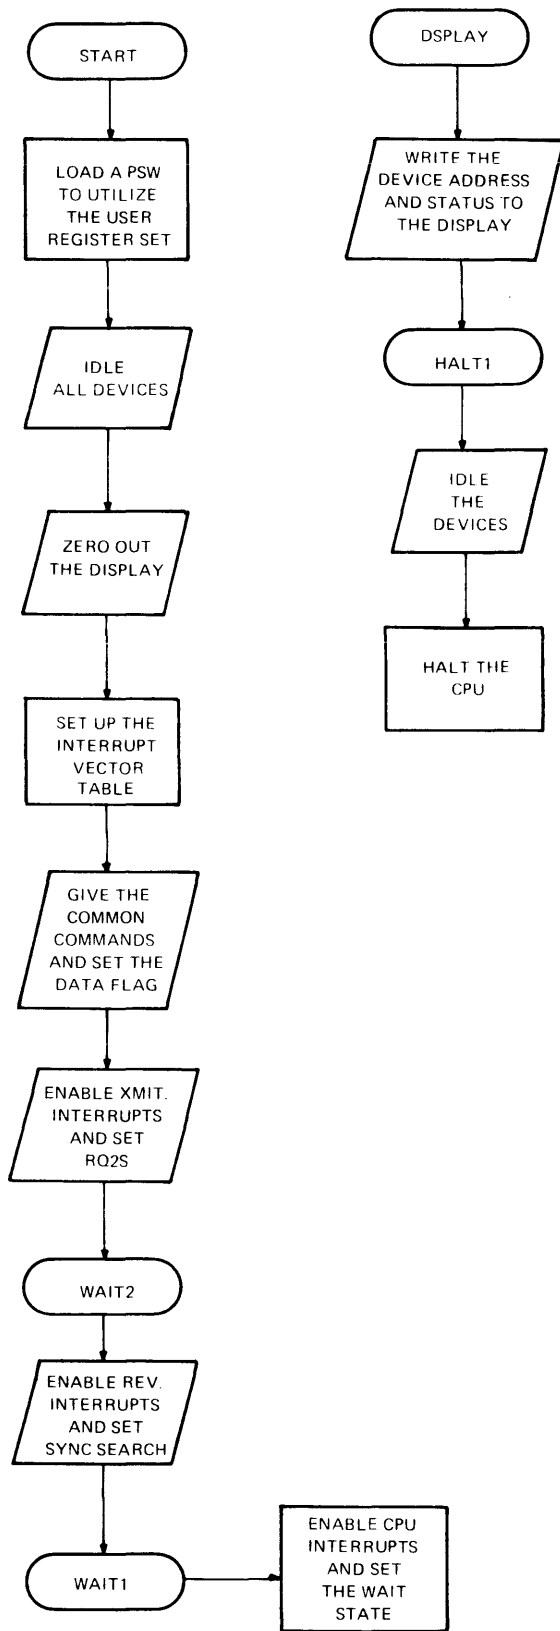 START
LOAD A PSW
TO UTILIZE
THE USER
REGISTER SET
IDLE
ALL DEVICES
ZERO OUT
THE DISPLAY
SET UP THE
INTERRUPT
VECTOR
TABLE
GIVE THE
COMMON
COMMANDS
AND SET THE
DATA FLAG
ENABLE XMIT.
INTERRUPTS
AND SET
RQ2S
WAIT2
ENABLE REV.
INTERRUPTS
AND SET
SYNC SEARCH
WAIT1
ENABLE CPU
INTERRUPTS
AND SET
THE WAIT
STATE
DSPLAY
WRITE THE
DEVICE ADDRESS
AND STATUS TO
THE DISPLAY
HALT1
IDLE
THE
DEVICES
HALT THE
CPU